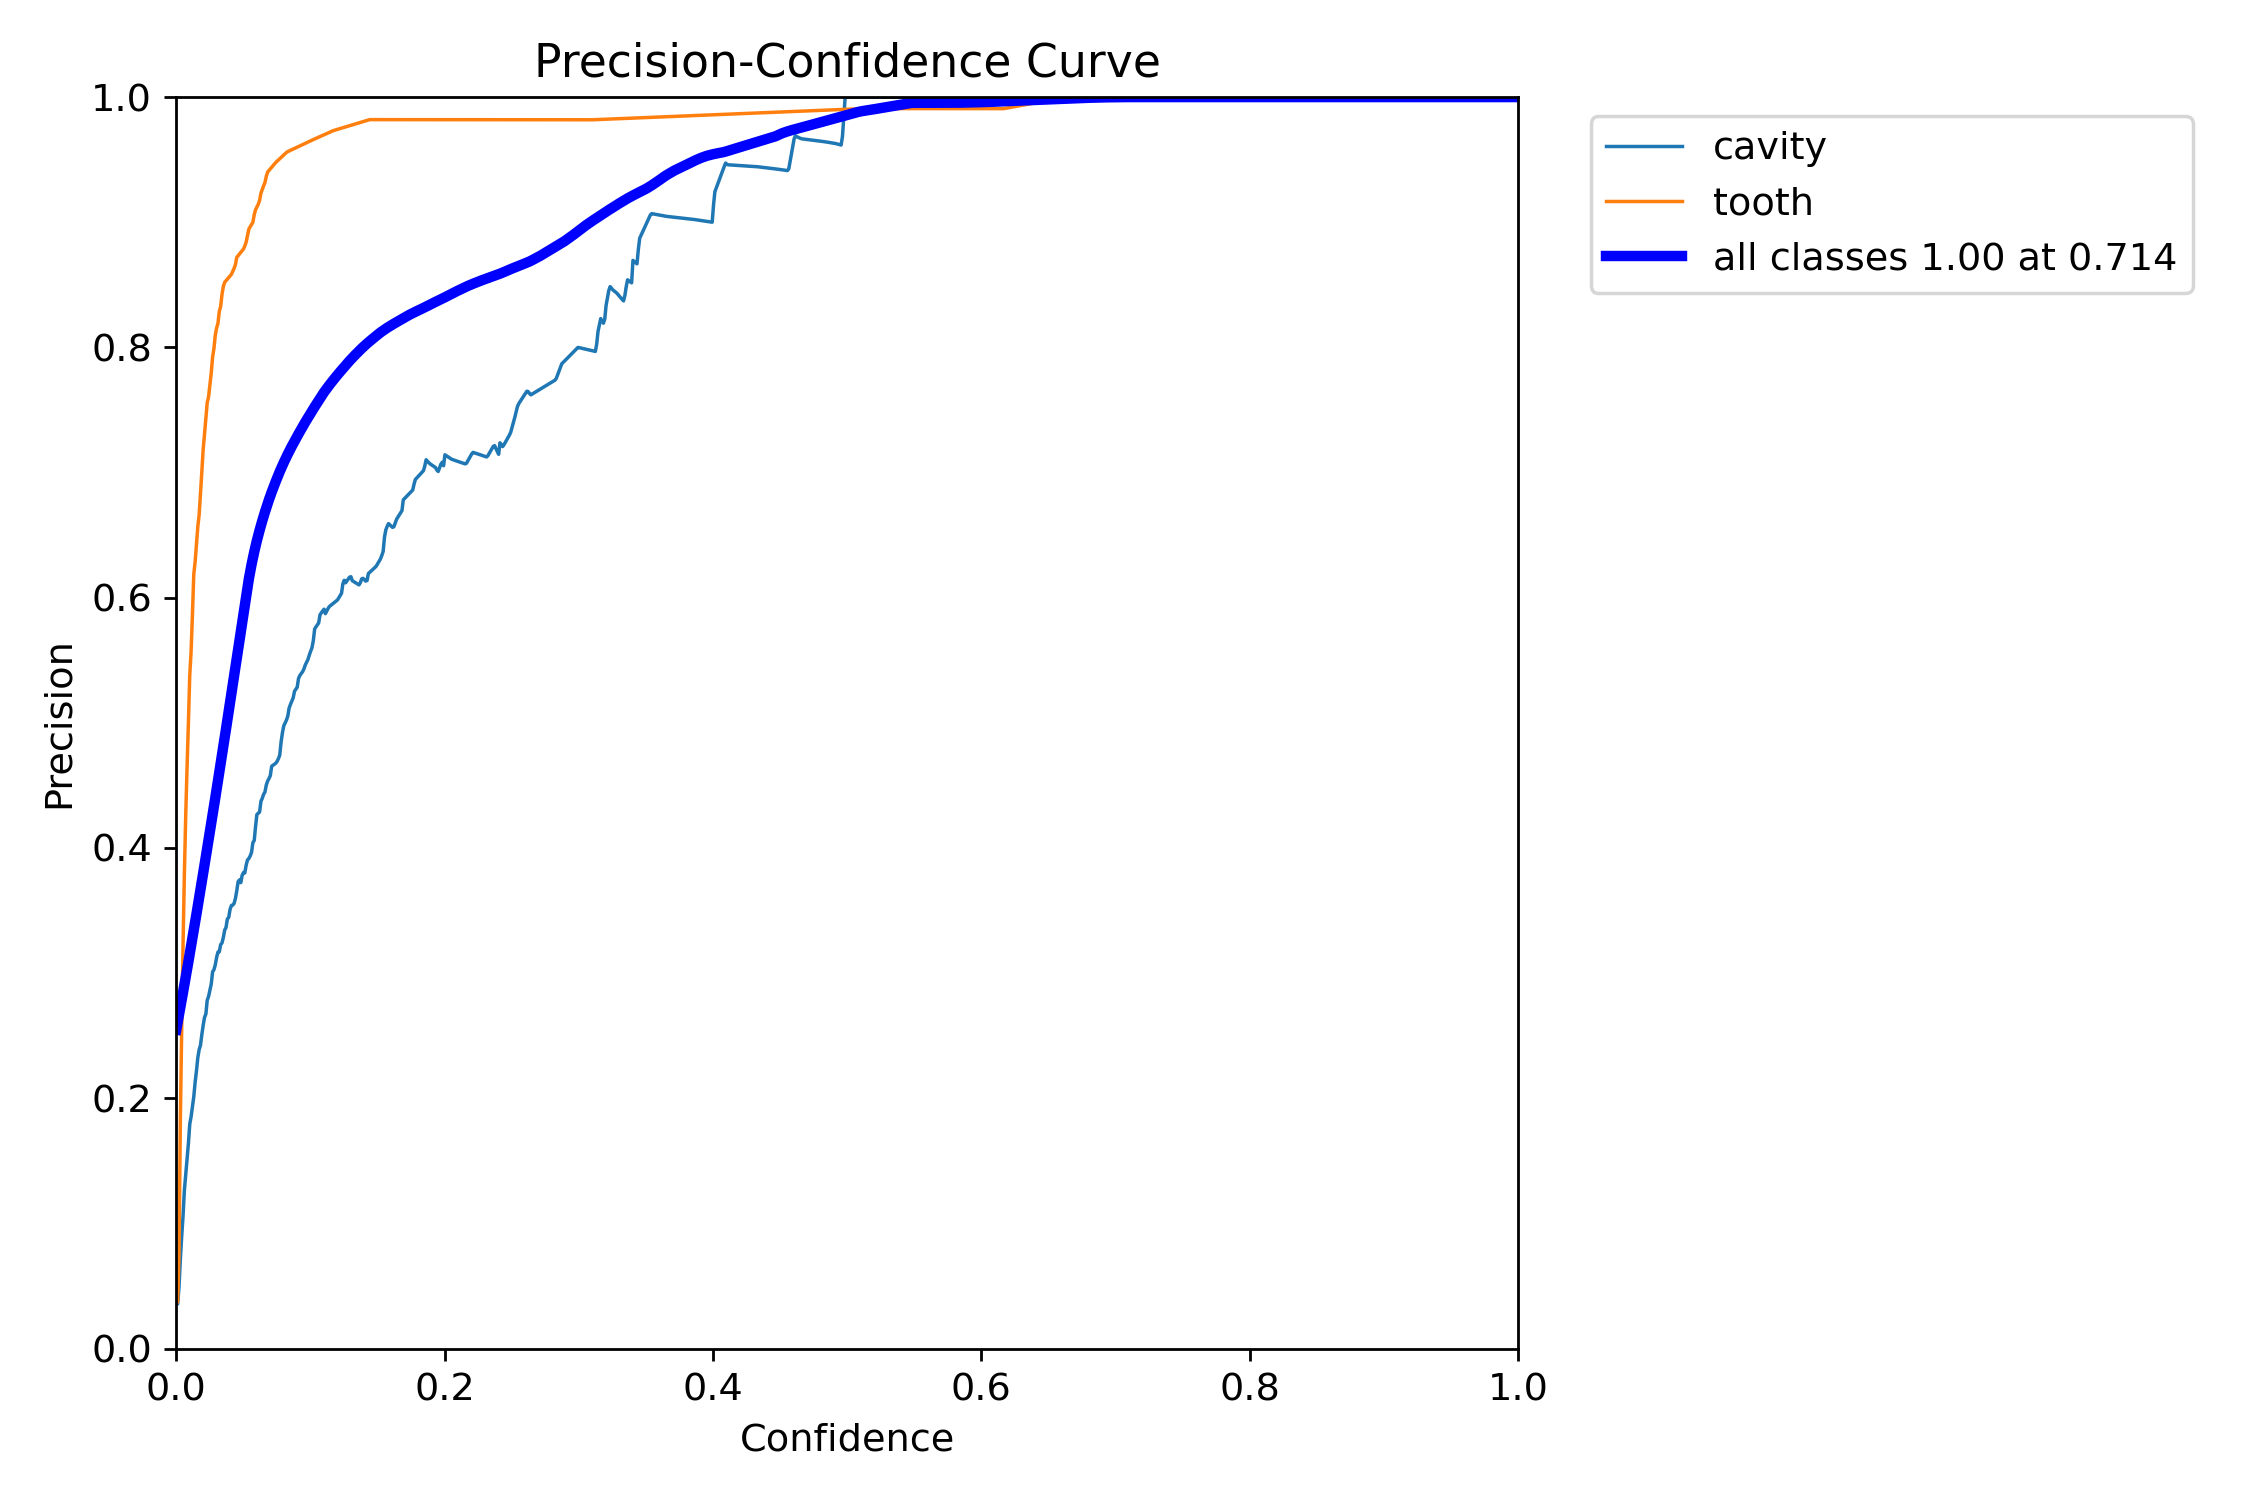 Precision-Confidence Curve
1.0
0.8
0.6
0.4
0.2
0.0
Precision
0.0 0.2 0.4 0.6 0.8 1.0
Confidence
cavity
tooth
all classes 1.00 at 0.714